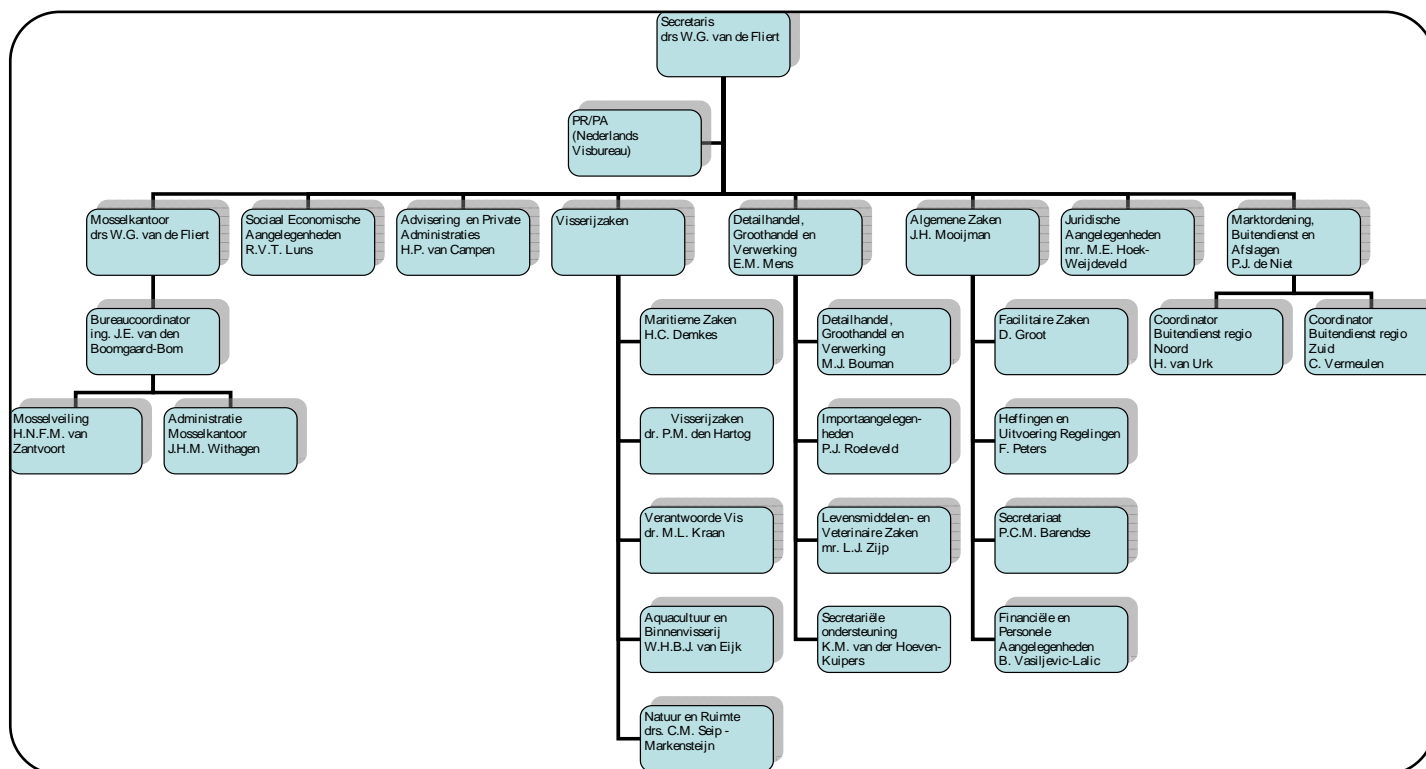 Secretaris
drs W.G. van de Fliert
PR/PA
(Nederlands
Visbureau)
Mosselkantoor
drs W.G. van de Fliert
Sociaal Economische
Aangelegenheden
R.V.T. Luns
Advisering en Private
Administraties
H.P. van Campen
Visserijzaken
Detailhandel,
Groothandel en
Verwerking
E.M. Mens
Algemene Zaken
J.H. Mooijman
Juridische
Aangelegenheden
mr. M.E. Hoek-
Weijdeveld
Marktordening,
Buitendienst en
Afslagen
P.J. de Niet
Bureaucoordinator
ing. J.E. van den
Boomgaard-Bom
Maritieme Zaken
H.C. Demkes
Detailhandel,
Groothandel en
Verwerking
M.J. Bouman
Facilitaire Zaken
D. Groot
Coordinator
Buitendienst regio
Noord
H. van Urk
Coordinator
Buitendienst regio
Zuid
C. Vermeulen
Mosselveiling
H.N.F.M. van
Zantvoort
Administratie
Mosselkantoor
J.H.M. Withagen
Visserijzaken
dr. P.M. den Hartog
Importaangelegen-
heden
P.J. Roeleveld
Heffingen en
Uitvoering Regelingen
F. Peters
Verantwoorde Vis
dr. M.L. Kraan
Levensmiddelen- en
Veterinaire Zaken
mr. L.J. Zijp
Secretariaat
P.C.M. Barendse
Aquacultuur en
Binnenvisserij
W.H.B.J. van Eijk
Secretariële
ondersteuning
K.M. van der Hoeven-
Kuipers
Financiële en
Personele
Aangelegenheden
B. Vasiljevic-Lalic
Natuur en Ruimte
drs. C.M. Seip -
Markensteijn